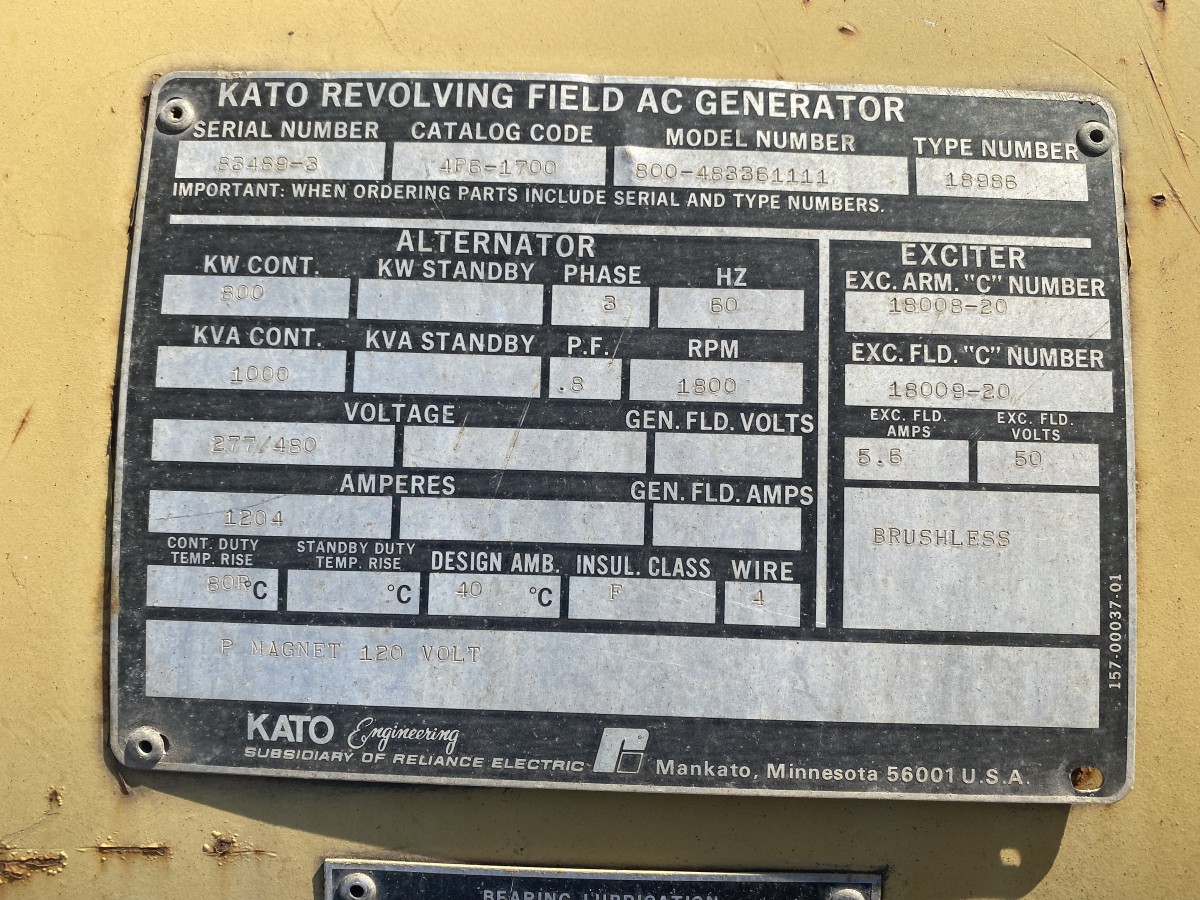 KATO REVOLVING FIELD AC GENERATOR
SERIAL NUMBER CATALOG CODE MODEL NUMBER TYPE NUMBER
83489-3 4P6-1700 800-483361111 18986
IMPORTANT: WHEN ORDERING PARTS INCLUDE SERIAL AND TYPE NUMBERS.
ALTERNATOR
KW CONT. KW STANDBY PHASE HZ
800 3 60
KVA CONT. KVA STANDBY P.F. RPM
1000 .8 1800
VOLTAGE GEN. FLD. VOLTS
277/480
AMPERES GEN. FLD. AMPS
1204
CONT. DUTY TEMP. RISE STANDBY DUTY TEMP. RISE DESIGN AMB. INSUL. CLASS WIRE
80R°C °C 40 °C F 4
EXCITER
EXC. ARM. "C" NUMBER
18008-20
EXC. FLD. "C" NUMBER
18009-20
EXC. FLD. AMPS EXC. FLD. VOLTS
5.6 50
BRUSHLESS
P MAGNET 120 VOLT
157-00037-01
KATO Engineering
SUBSIDIARY OF RELIANCE ELECTRIC Mankato, Minnesota 56001 U.S.A.
BEARING LUBRICATION